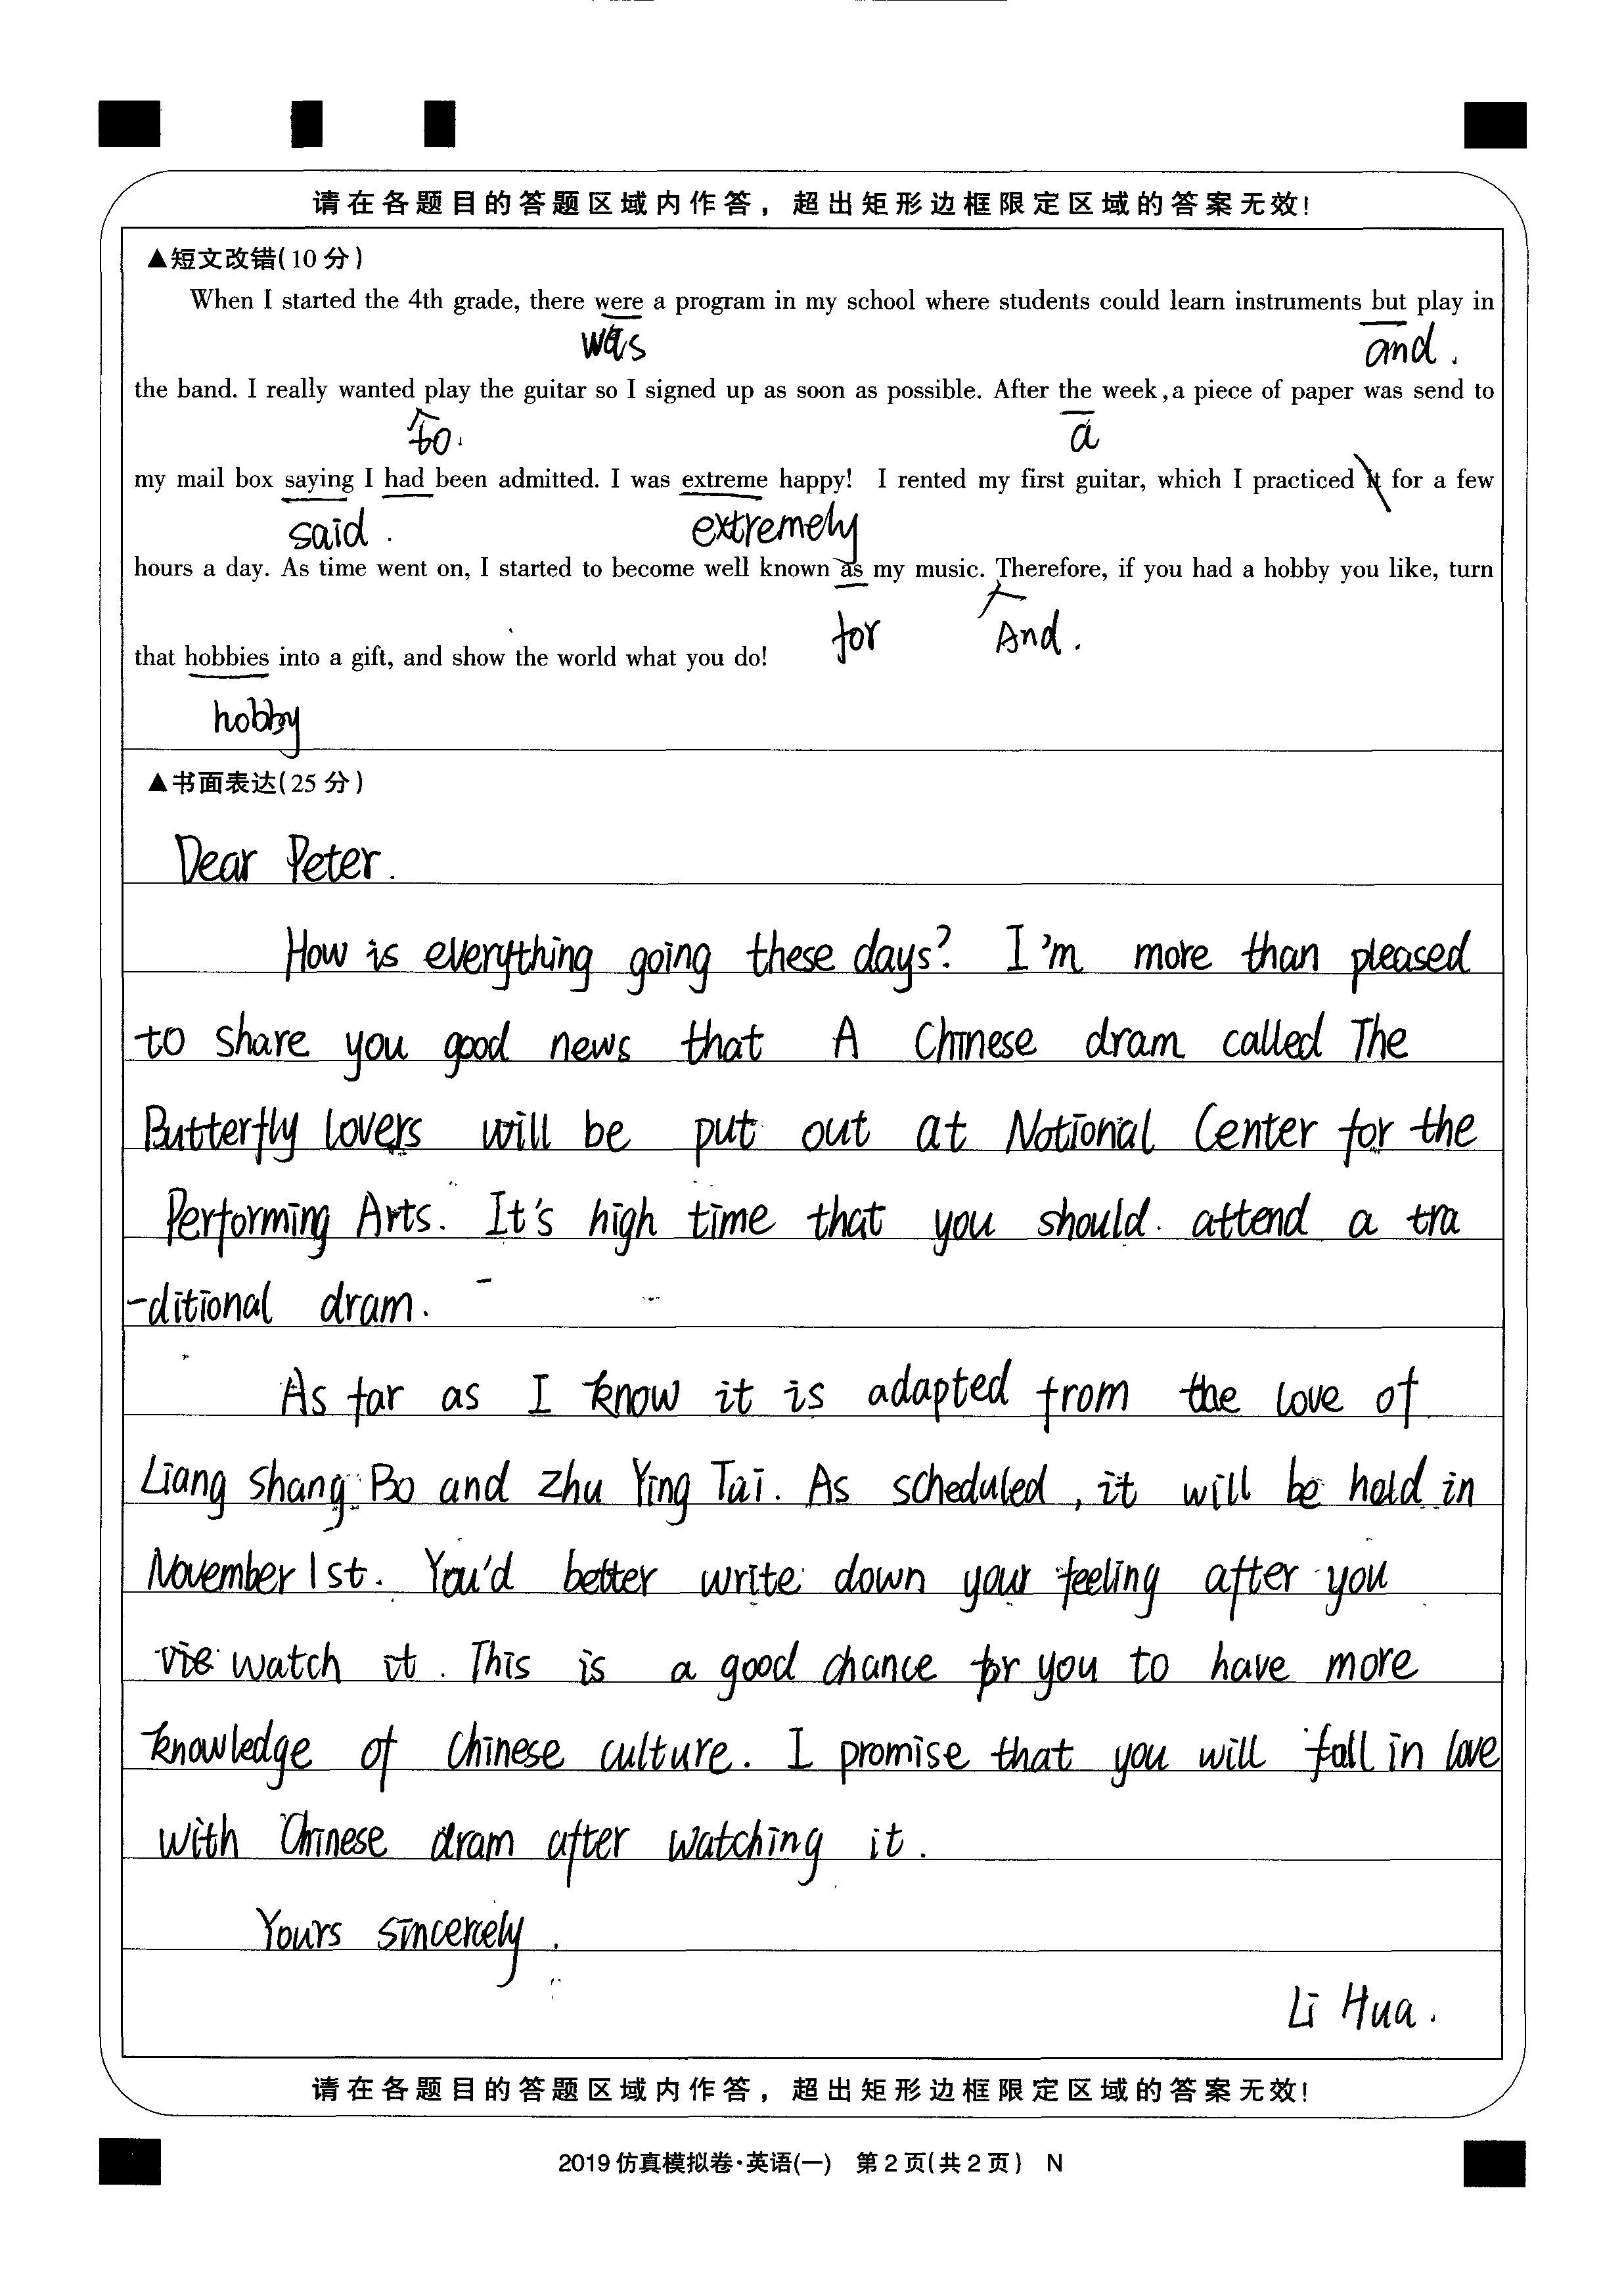 请在各题目的答题区域内作答，超出矩形边框限定区域的答案无效!
▲短文改错(10分)
When I started the 4th grade, there were a program in my school where students could learn instruments but play in
was and.
the band. I really wanted play the guitar so I signed up as soon as possible. After the week, a piece of paper was send to
to. a
my mail box saying I had been admitted. I was extreme happy! I rented my first guitar, which I practiced it for a few
said. extremely
hours a day. As time went on, I started to become well known as my music. Therefore, if you had a hobby you like, turn
for And.
that hobbies into a gift, and show the world what you do!
hobby
▲书面表达(25分)
Dear Peter.
How is everything going these days? I'm more than pleased
to share you good news that A Chinese dram called The
Butterfly lovers will be put out at Notional Center for the
Performing Arts. It's high time that you should attend a tra
-ditional dram.
As far as I know it is adapted from the love of
Liang Shang Bo and Zhu Ying Tai. As scheduled, it will be hold in
November 1st. You'd better write down your feeling after you
vie watch it. This is a good chance for you to have more
knowledge of Chinese culture. I promise that you will fall in love
with Chinese dram after watching it.
Yours sincerely.
Li Hua.
请在各题目的答题区域内作答，超出矩形边框限定区域的答案无效!
2019仿真模拟卷·英语(一) 第2页(共2页) N